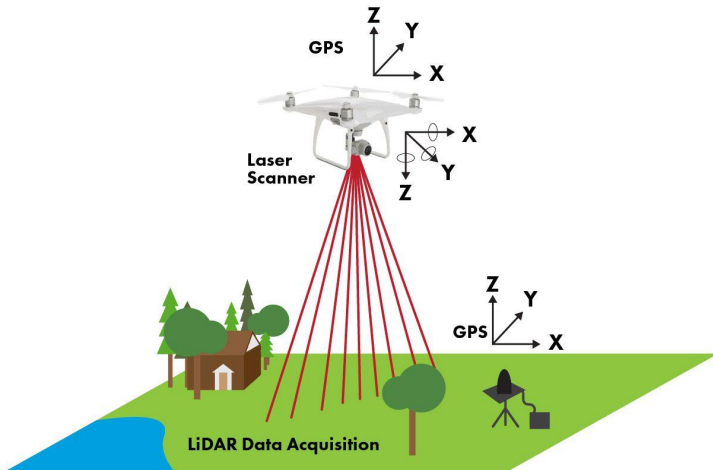 Z
Y
GPS
X
X
Laser
Scanner
Y
Z
Z
Y
GPS
X
LiDAR Data Acquisition